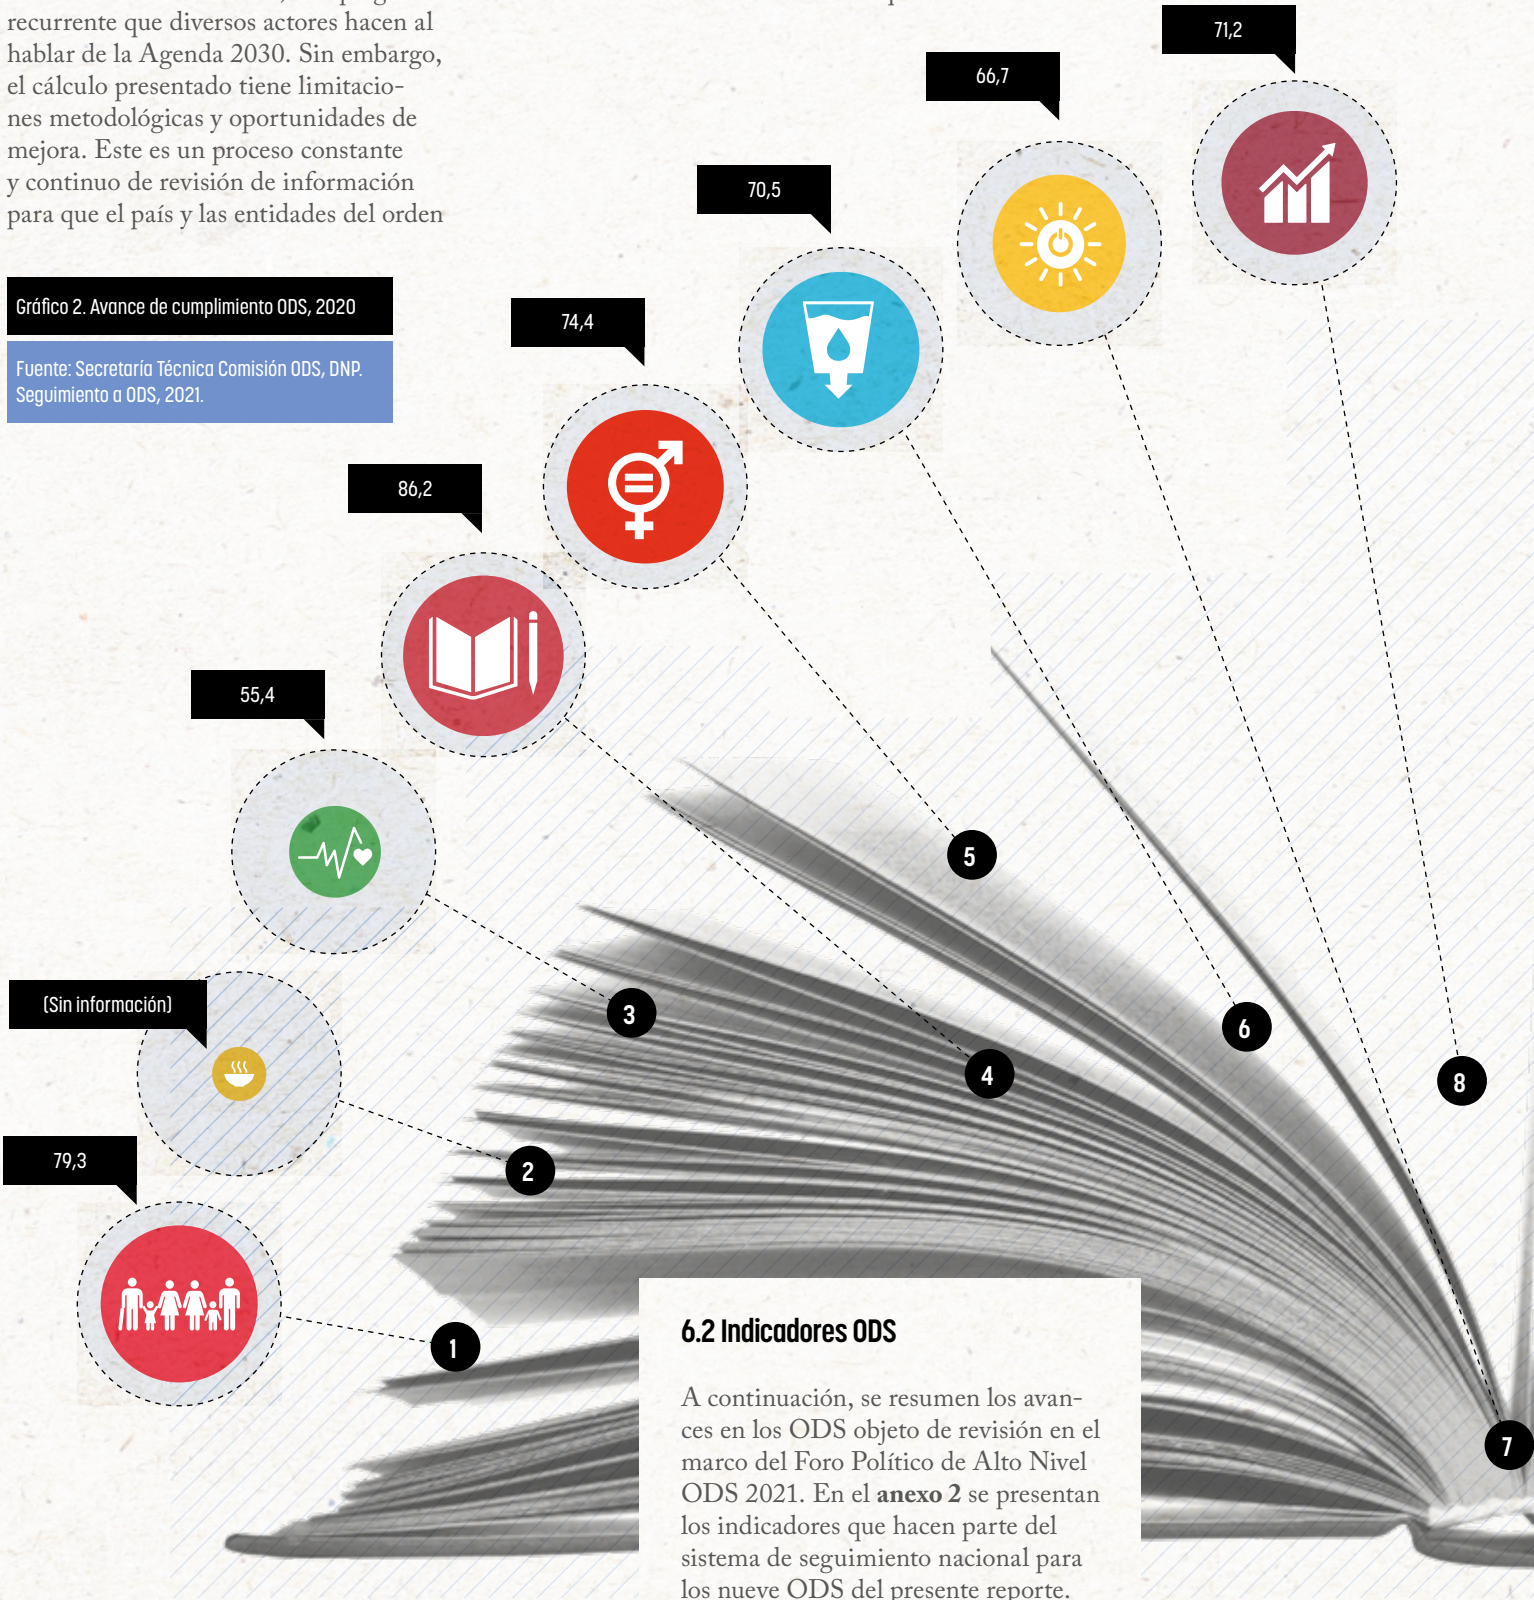 recurrente que diversos actores hacen al
hablar de la Agenda 2030. Sin embargo,
el cálculo presentado tiene limitacio-
nes metodológicas y oportunidades de
mejora. Este es un proceso constante
y continuo de revisión de información
para que el país y las entidades del orden
Gráfico 2. Avance de cumplimiento ODS, 2020
Fuente: Secretaría Técnica Comisión ODS, DNP.
Seguimiento a ODS, 2021.
71,2
66,7
70,5
74,4
86,2
55,4
(Sin información)
79,3
5
3
6
4
8
2
1
7
6.2 Indicadores ODS
A continuación, se resumen los avan-
ces en los ODS objeto de revisión en el
marco del Foro Político de Alto Nivel
ODS 2021. En el anexo 2 se presentan
los indicadores que hacen parte del
sistema de seguimiento nacional para
los nueve ODS del presente reporte.